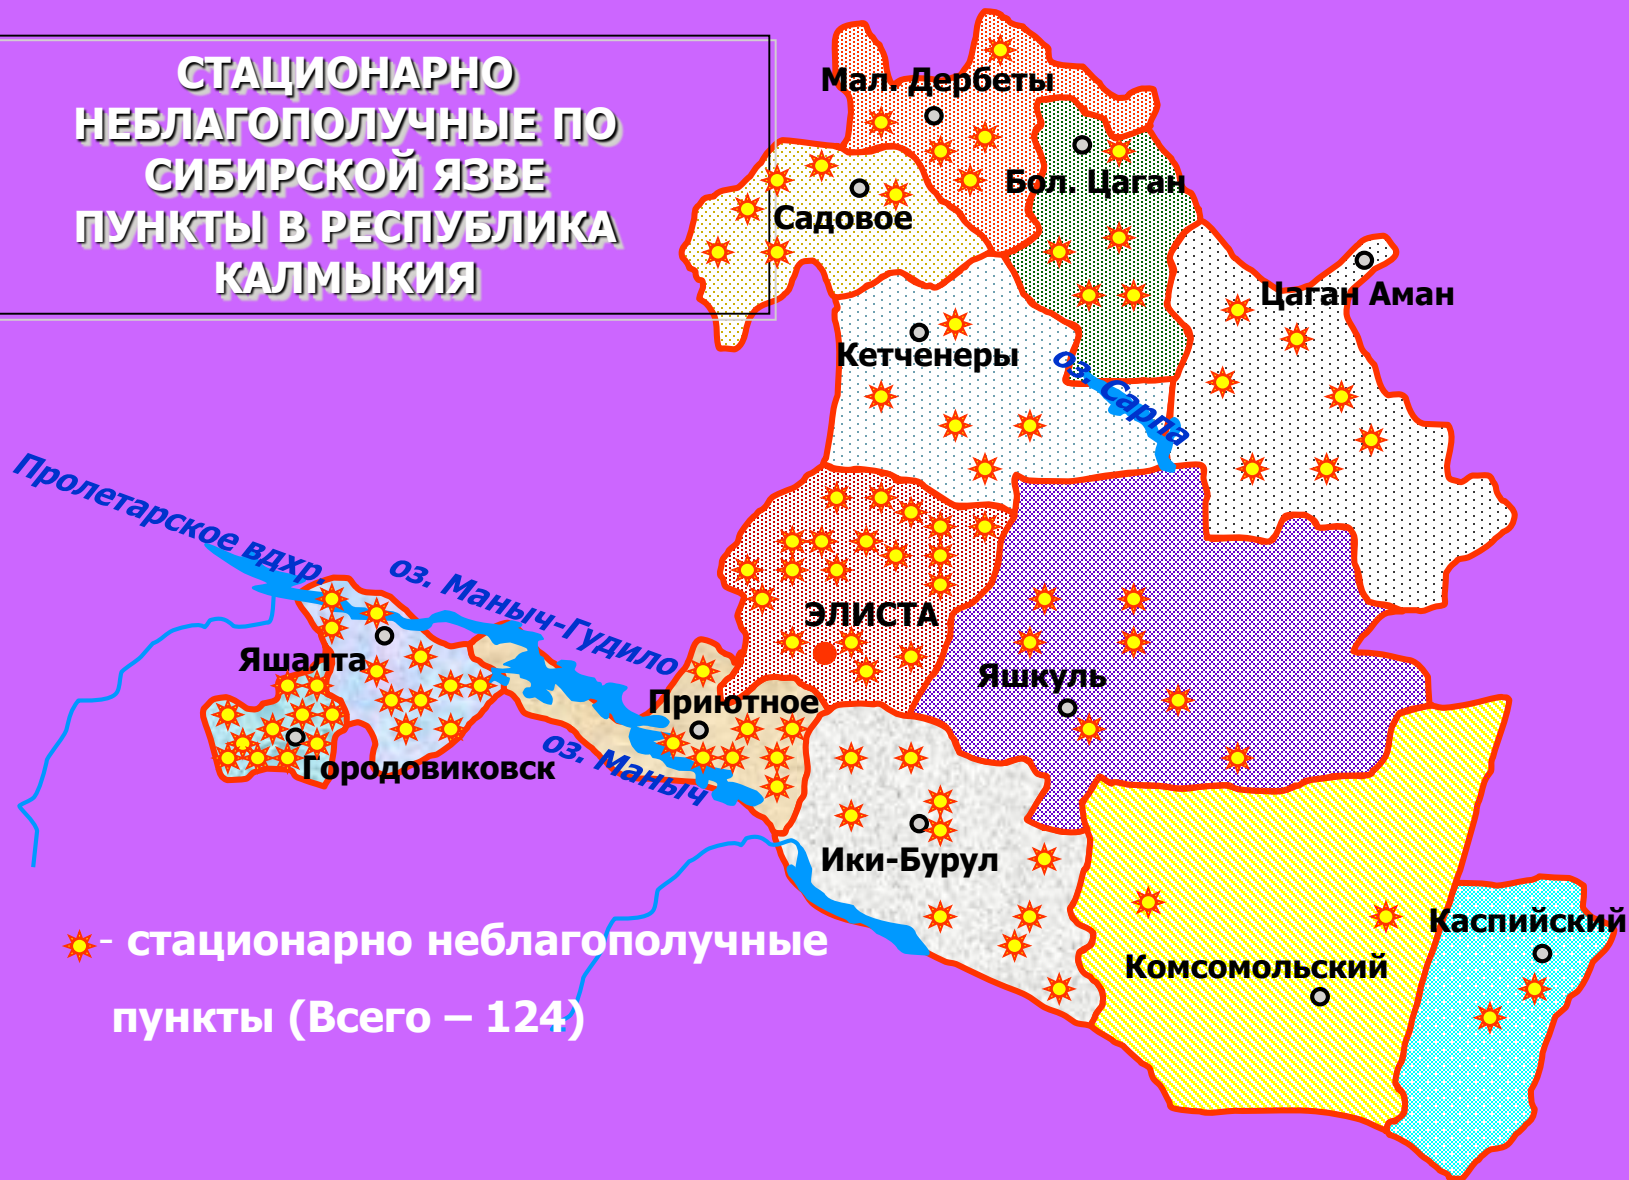 СТАЦИОНАРНО
НЕБЛАГОПОЛУЧНЫЕ ПО
СИБИРСКОЙ ЯЗВЕ
ПУНКТЫ В РЕСПУБЛИКА
КАЛМЫКИЯ
Мал. Дербеты
Бол. Цаган
Садовое
Цаган Аман
Кетченеры
оз. Сарпа
Пролетарское вдхр.
оз. Маныч-Гудило
ЭЛИСТА
Яшалта
Яшкуль
Приютное
Городовиковск
оз. Маныч
Ики-Бурул
Каспийский
Комсомольский
- стационарно неблагополучные
пункты (Всего – 124)